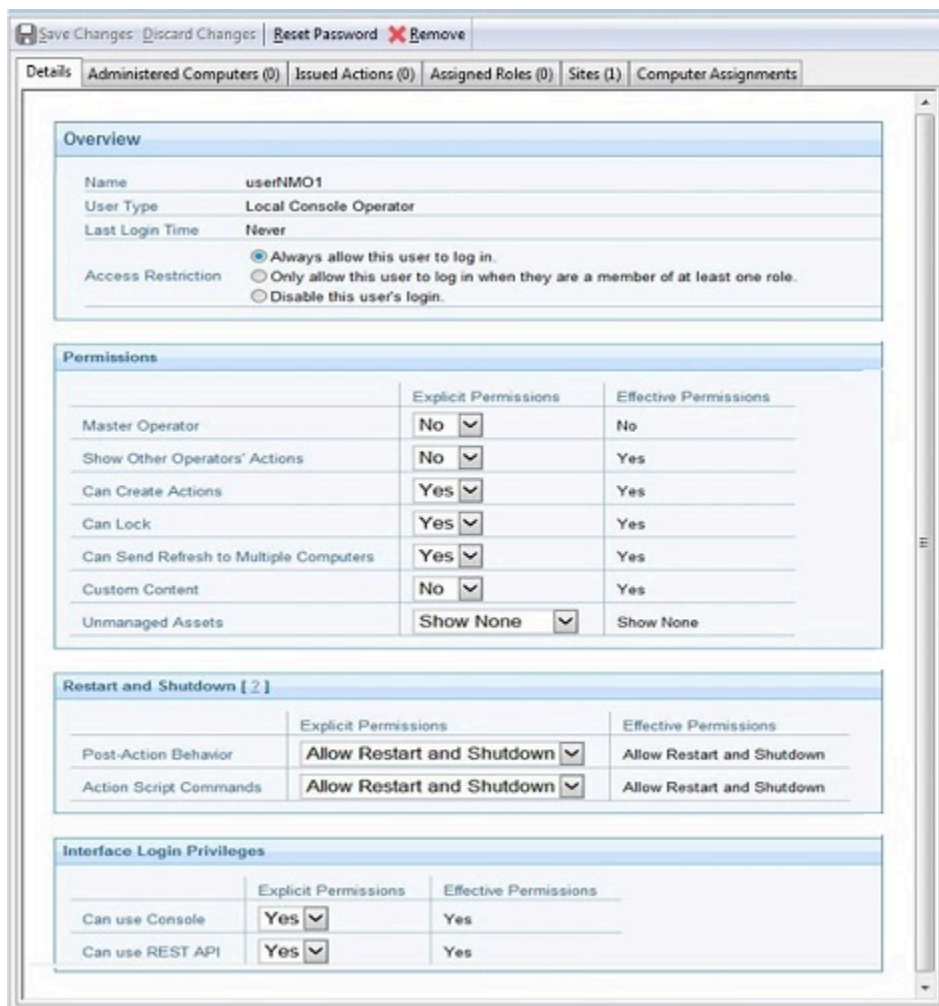 Save Changes Discard Changes Reset Password Remove
Details Administered Computers (0) Issued Actions (0) Assigned Roles (0) Sites (1) Computer Assignments
Overview
Name userNMO1
User Type Local Console Operator
Last Login Time Never
Access Restriction
Always allow this user to log in.
Only allow this user to log in when they are a member of at least one role.
Disable this user's login.
Permissions
Explicit Permissions Effective Permissions
Master Operator No No
Show Other Operators' Actions No Yes
Can Create Actions Yes Yes
Can Lock Yes Yes
Can Send Refresh to Multiple Computers Yes Yes
Custom Content No Yes
Unmanaged Assets Show None Show None
Restart and Shutdown [ ? ]
Explicit Permissions Effective Permissions
Post-Action Behavior Allow Restart and Shutdown Allow Restart and Shutdown
Action Script Commands Allow Restart and Shutdown Allow Restart and Shutdown
Interface Login Privileges
Explicit Permissions Effective Permissions
Can use Console Yes Yes
Can use REST API Yes Yes